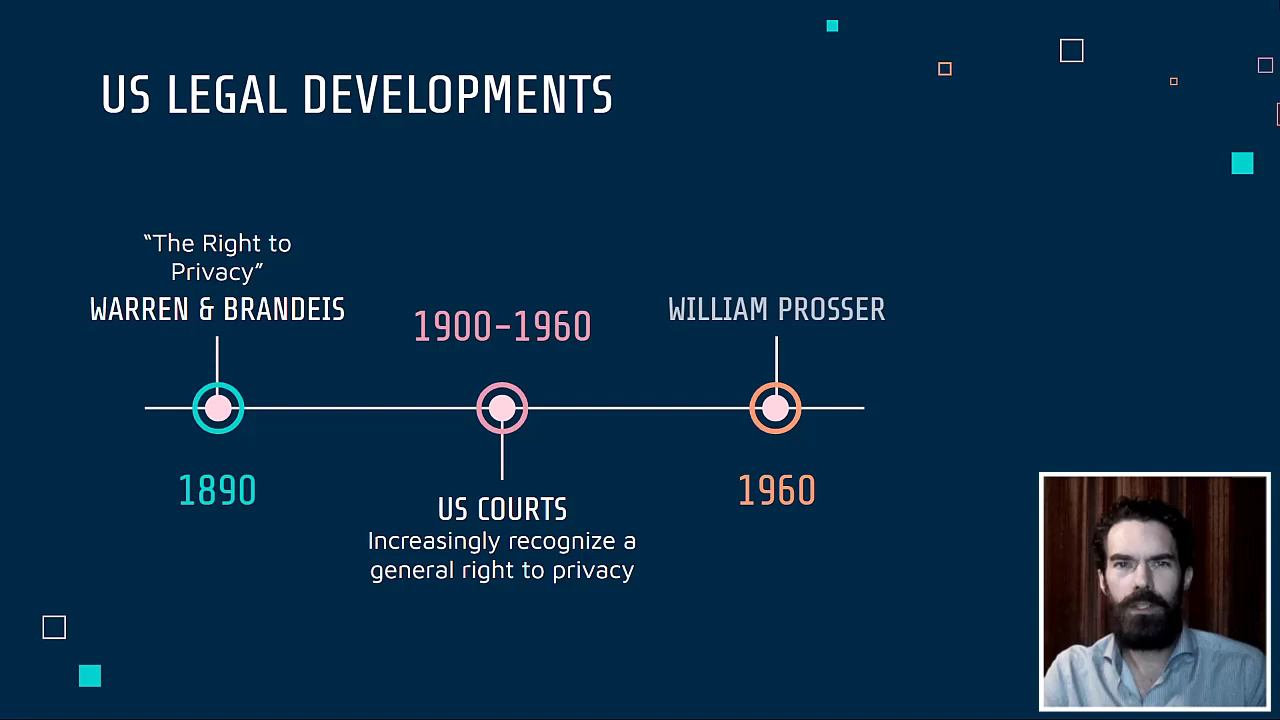 US LEGAL DEVELOPMENTS
“The Right to
Privacy”
WARREN & BRANDEIS
1890
1900-1960
US COURTS
Increasingly recognize a
general right to privacy
WILLIAM PROSSER
1960